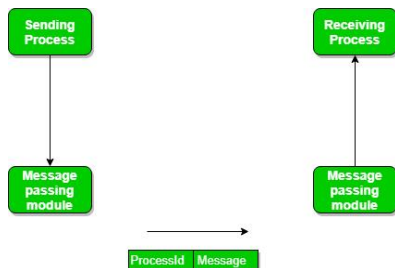 Sending
Process
Receiving
Process
Message
passing
module
Message
passing
module
ProcessId Message